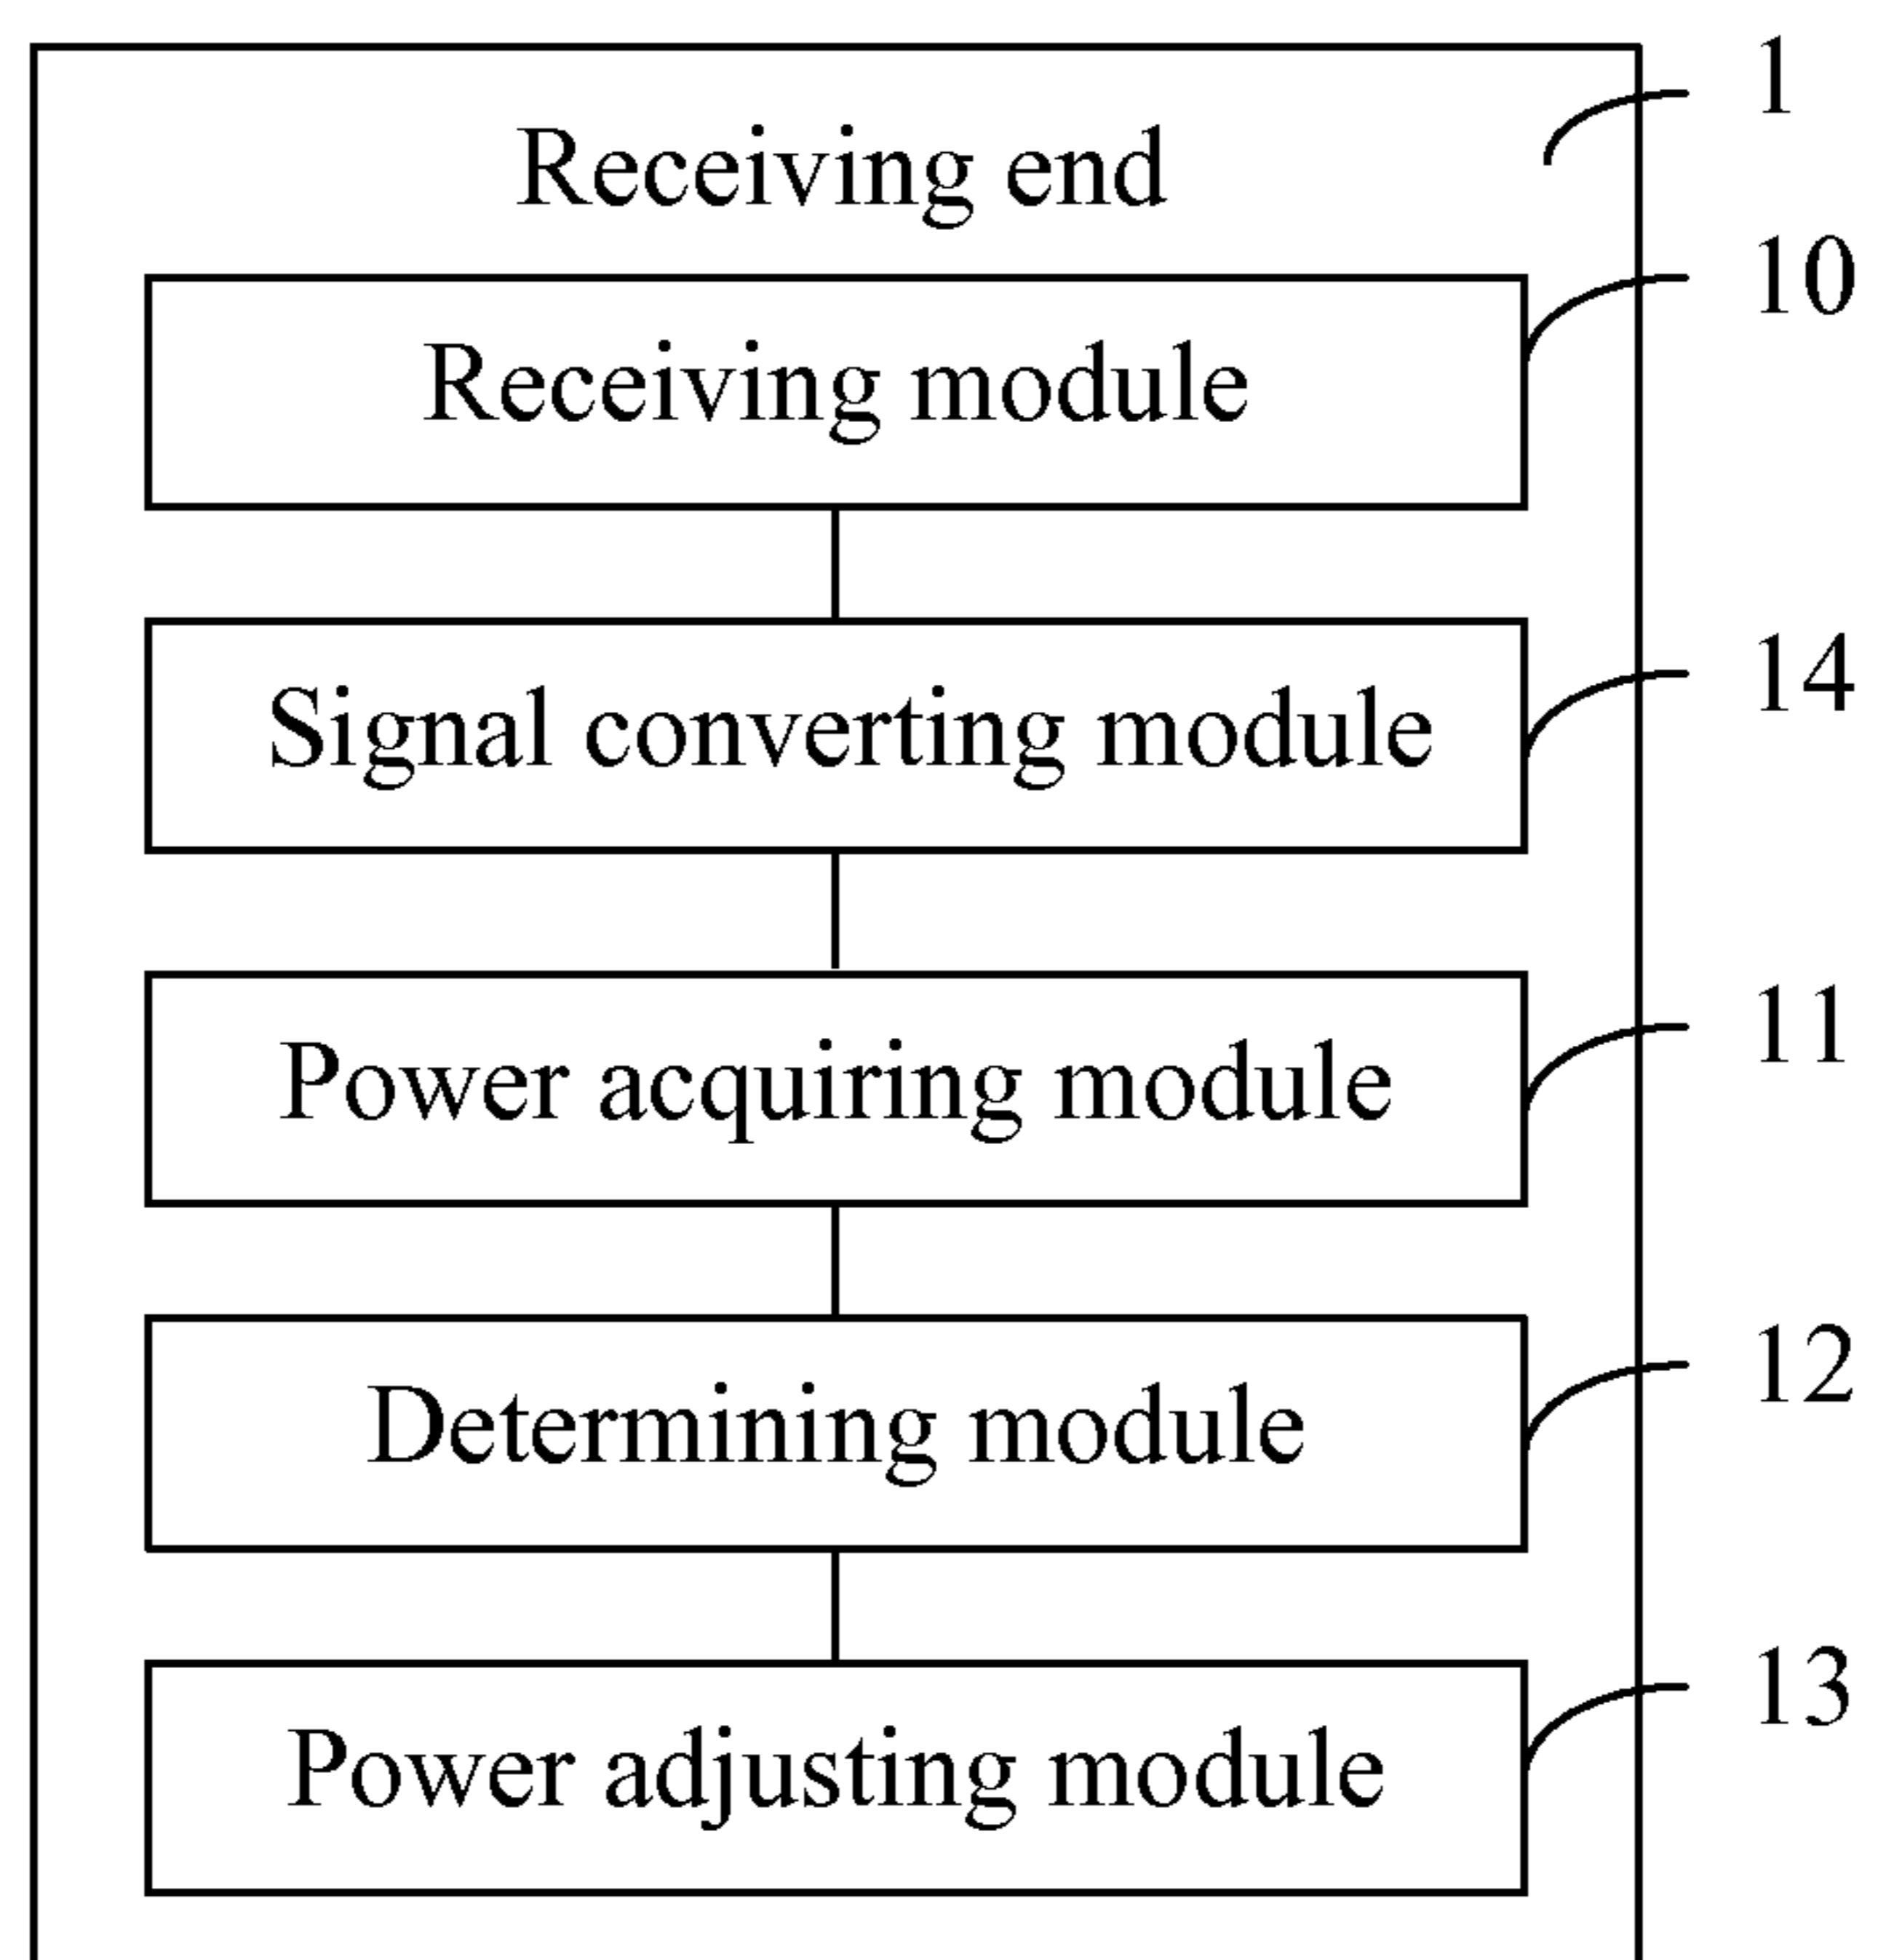 Receiving end
1
Receiving module
10
Signal converting module
14
Power acquiring module
11
Determining module
12
Power adjusting module
13